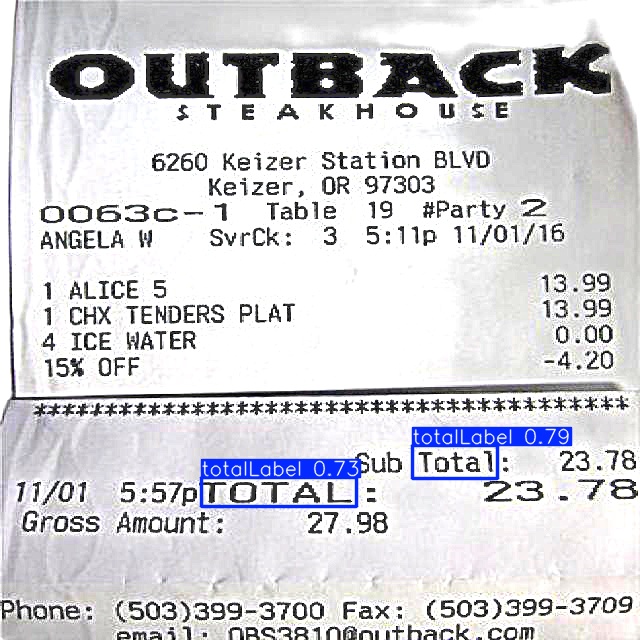 OUTBACK
STEAKHOUSE
6260 Keizer Station BLVD
Keizer, OR 97303
0063c-1 Table 19 #Party 2
ANGELA W SvrCk: 3 5:11p 11/01/16
1 ALICE 5 13.99
1 CHX TENDERS PLAT 13.99
4 ICE WATER 0.00
15% OFF -4.20
*******************************************
totalLabel 0.79
Sub Total: 23.78
totalLabel 0.73
11/01 5:57p TOTAL: 23.78
Gross Amount: 27.98
Phone: (503)399-3700 Fax: (503)399-3709
email: OBS3810@outback.com